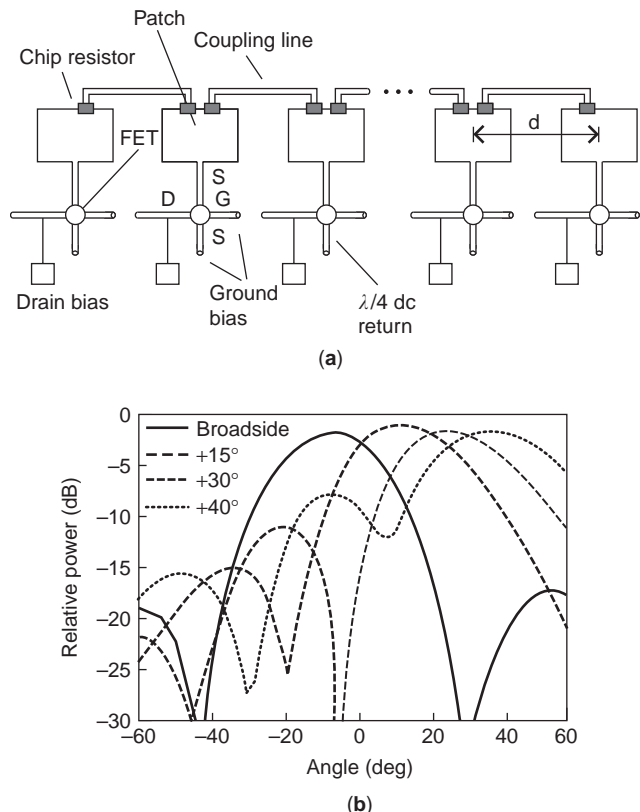 Patch
Coupling line
Chip resistor
• • •
d
FET
S
D
G
S
Drain bias
Ground
bias
λ/4 dc
return
(a)
0
−5
−10
−15
−20
−25
−30
Relative power (dB)
Broadside
+15°
+30°
+40°
−60
−40
−20
0
20
40
60
Angle (deg)
(b)